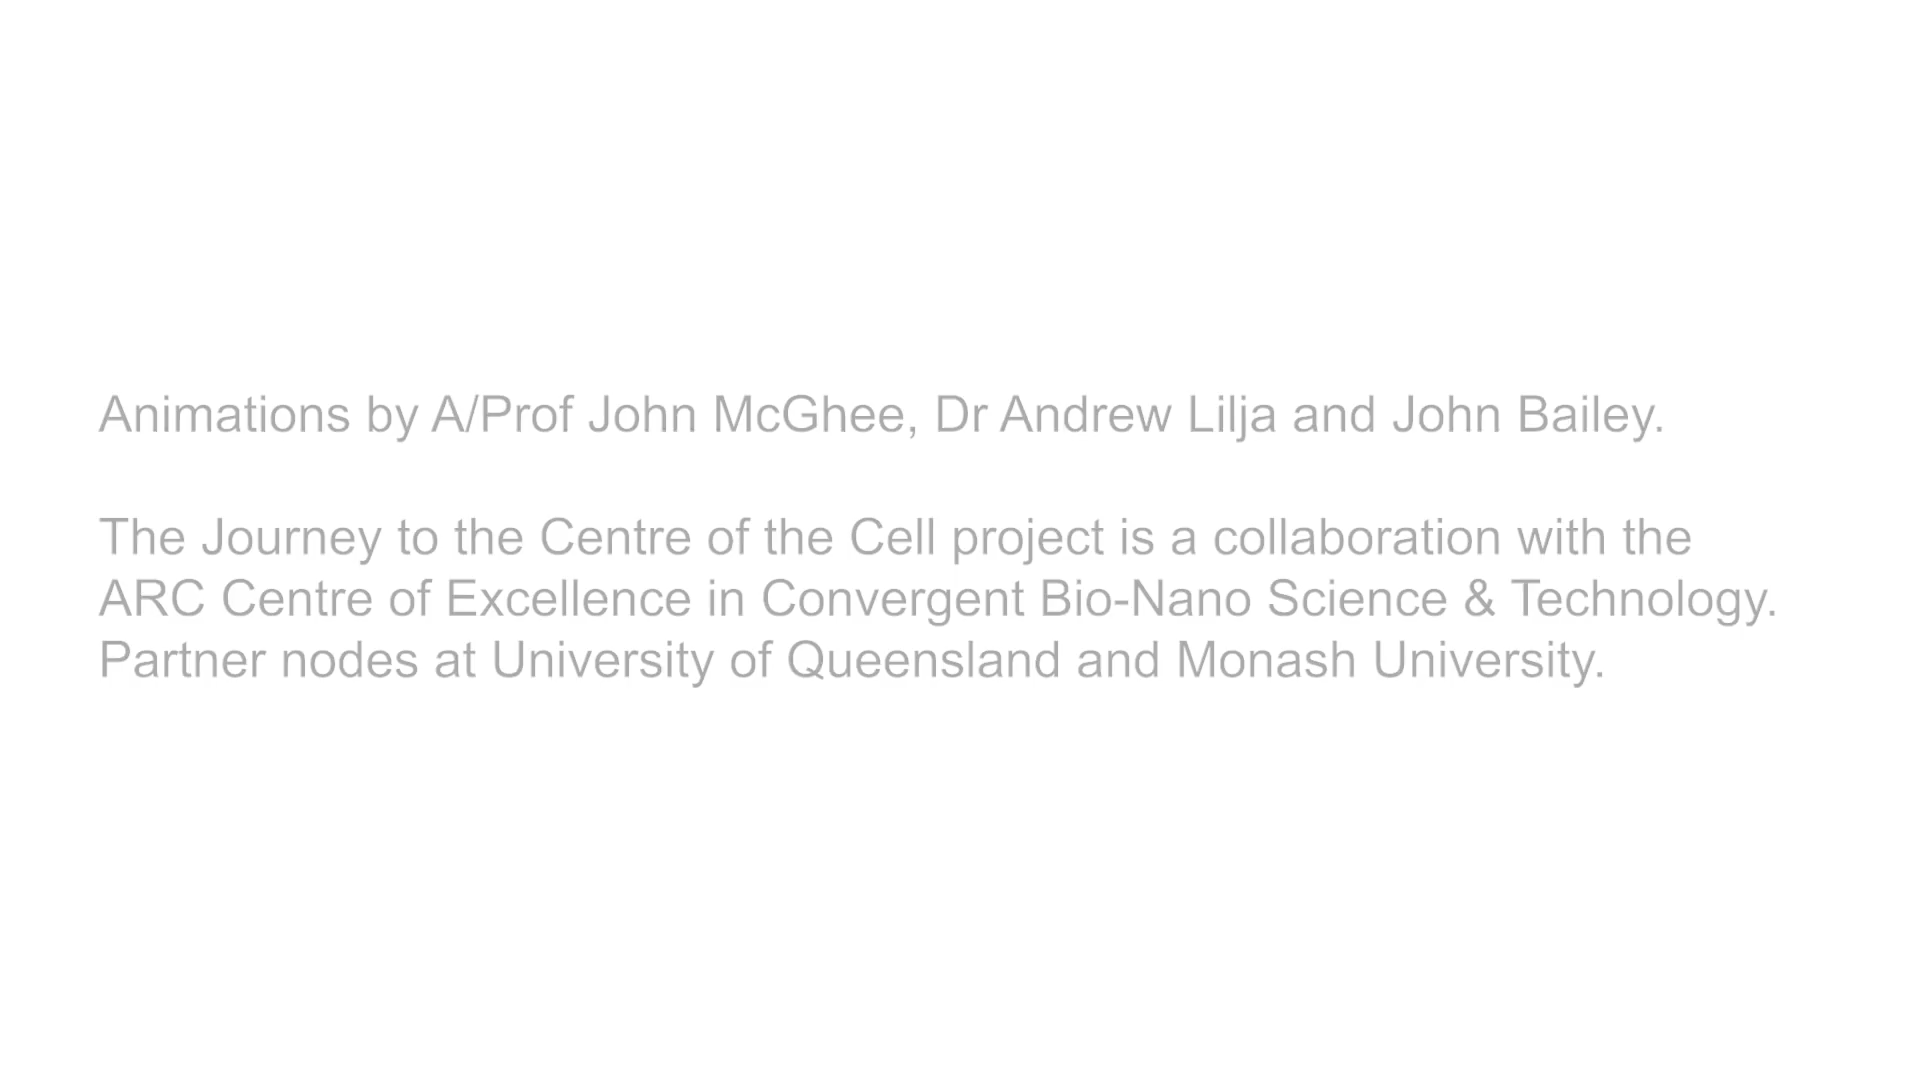 Animations by A/Prof John McGhee, Dr Andrew Lilja and John Bailey.
The Journey to the Centre of the Cell project is a collaboration with the
ARC Centre of Excellence in Convergent Bio-Nano Science & Technology.
Partner nodes at University of Queensland and Monash University.